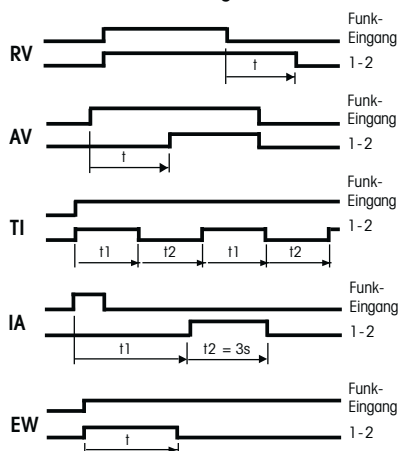 Funk-
Eingang
RV
1-2
t
Funk-
Eingang
AV
1-2
t
Funk-
Eingang
TI
1-2
t1 t2 t1 t2
Funk-
Eingang
IA
1-2
t1 t2 = 3s
Funk-
Eingang
EW
1-2
t